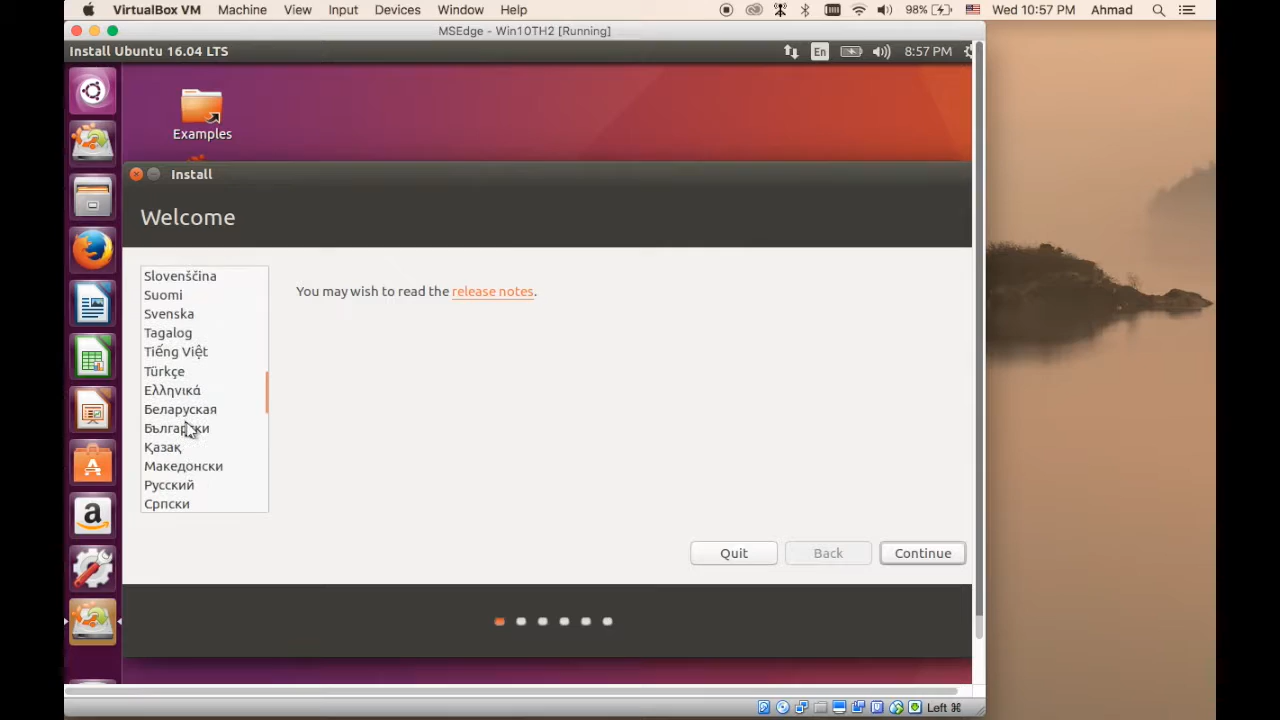 VirtualBox VM Machine View Input Devices Window Help 98% Wed 10:57 PM Ahmad
MSEdge - Win10TH2 [Running]
Install Ubuntu 16.04 LTS En 8:57 PM
Examples
Install
Welcome
Slovenščina
Suomi
Svenska
Tagalog
Tiếng Việt
Türkçe
Ελληνικά
Беларуская
Български
Қазақ
Македонски
Русский
Српски
You may wish to read the release notes.
Quit Back Continue
Left ⌘